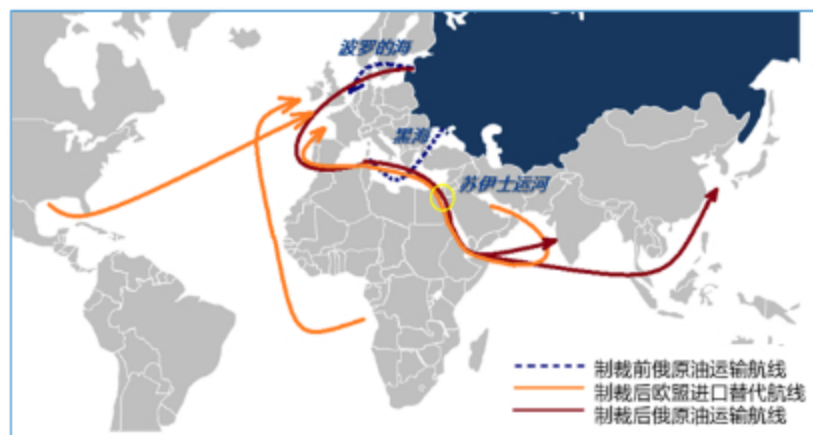 波罗的海
黑海
苏伊士运河
制裁前俄原油运输航线
制裁后欧盟进口替代航线
制裁后俄原油运输航线